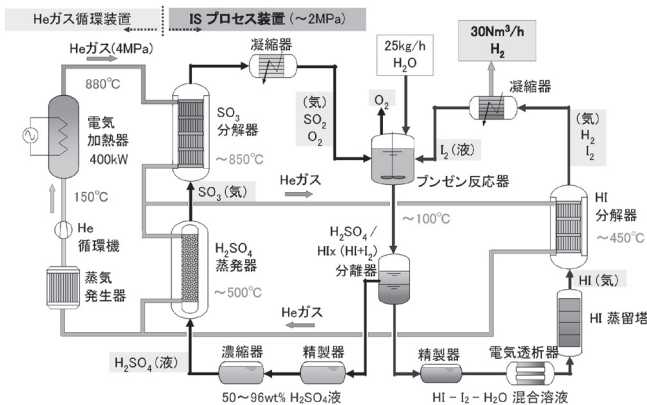 Heガス循環装置
IS プロセス装置 (～2MPa)
Heガス(4MPa)
880℃
電気
加熱器
400kW
150℃
He
循環機
蒸気
発生器
凝縮器
SO₃
分解器
～850℃
SO₃(気)
H₂SO₄
蒸発器
～500℃
H₂SO₄(液)
(気)
SO₂
O₂
O₂
25kg/h
H₂O
30Nm³/h
H₂
凝縮器
I₂(液)
ブンゼン反応器
～100℃
Heガス
H₂SO₄/
HIx (HI+I₂)
分離器
(気)
H₂
I₂
HI
分解器
～450℃
HI(気)
HI 蒸留塔
Heガス
濃縮器
精製器
50～96wt% H₂SO₄液
精製器
電気透析器
HI－I₂－H₂O 混合溶液